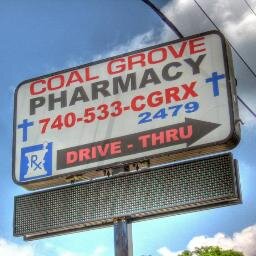 COAL GROVE
PHARMACY
740-533-CGRX
2479
DRIVE - THRU
Rx